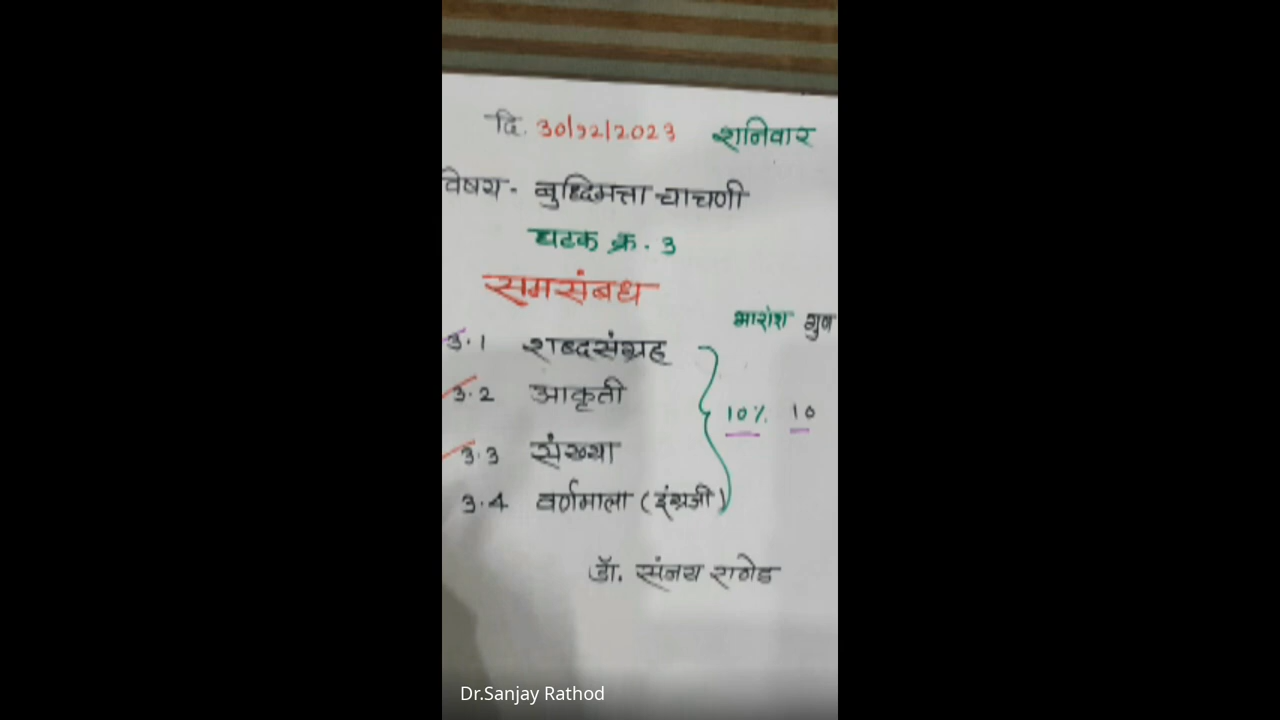 दि. 30/12/2023 शनिवार
विषय - बुध्दिमत्ता चाचणी
घटक क्र. 3
समसंबध
भारांश गुण
3.1 शब्दसंग्रह
3.2 आकृती
10% 10
3.3 संख्या
3.4 वर्णमाला (इंग्रजी)
डॉ. संजय राठोड
Dr.Sanjay Rathod